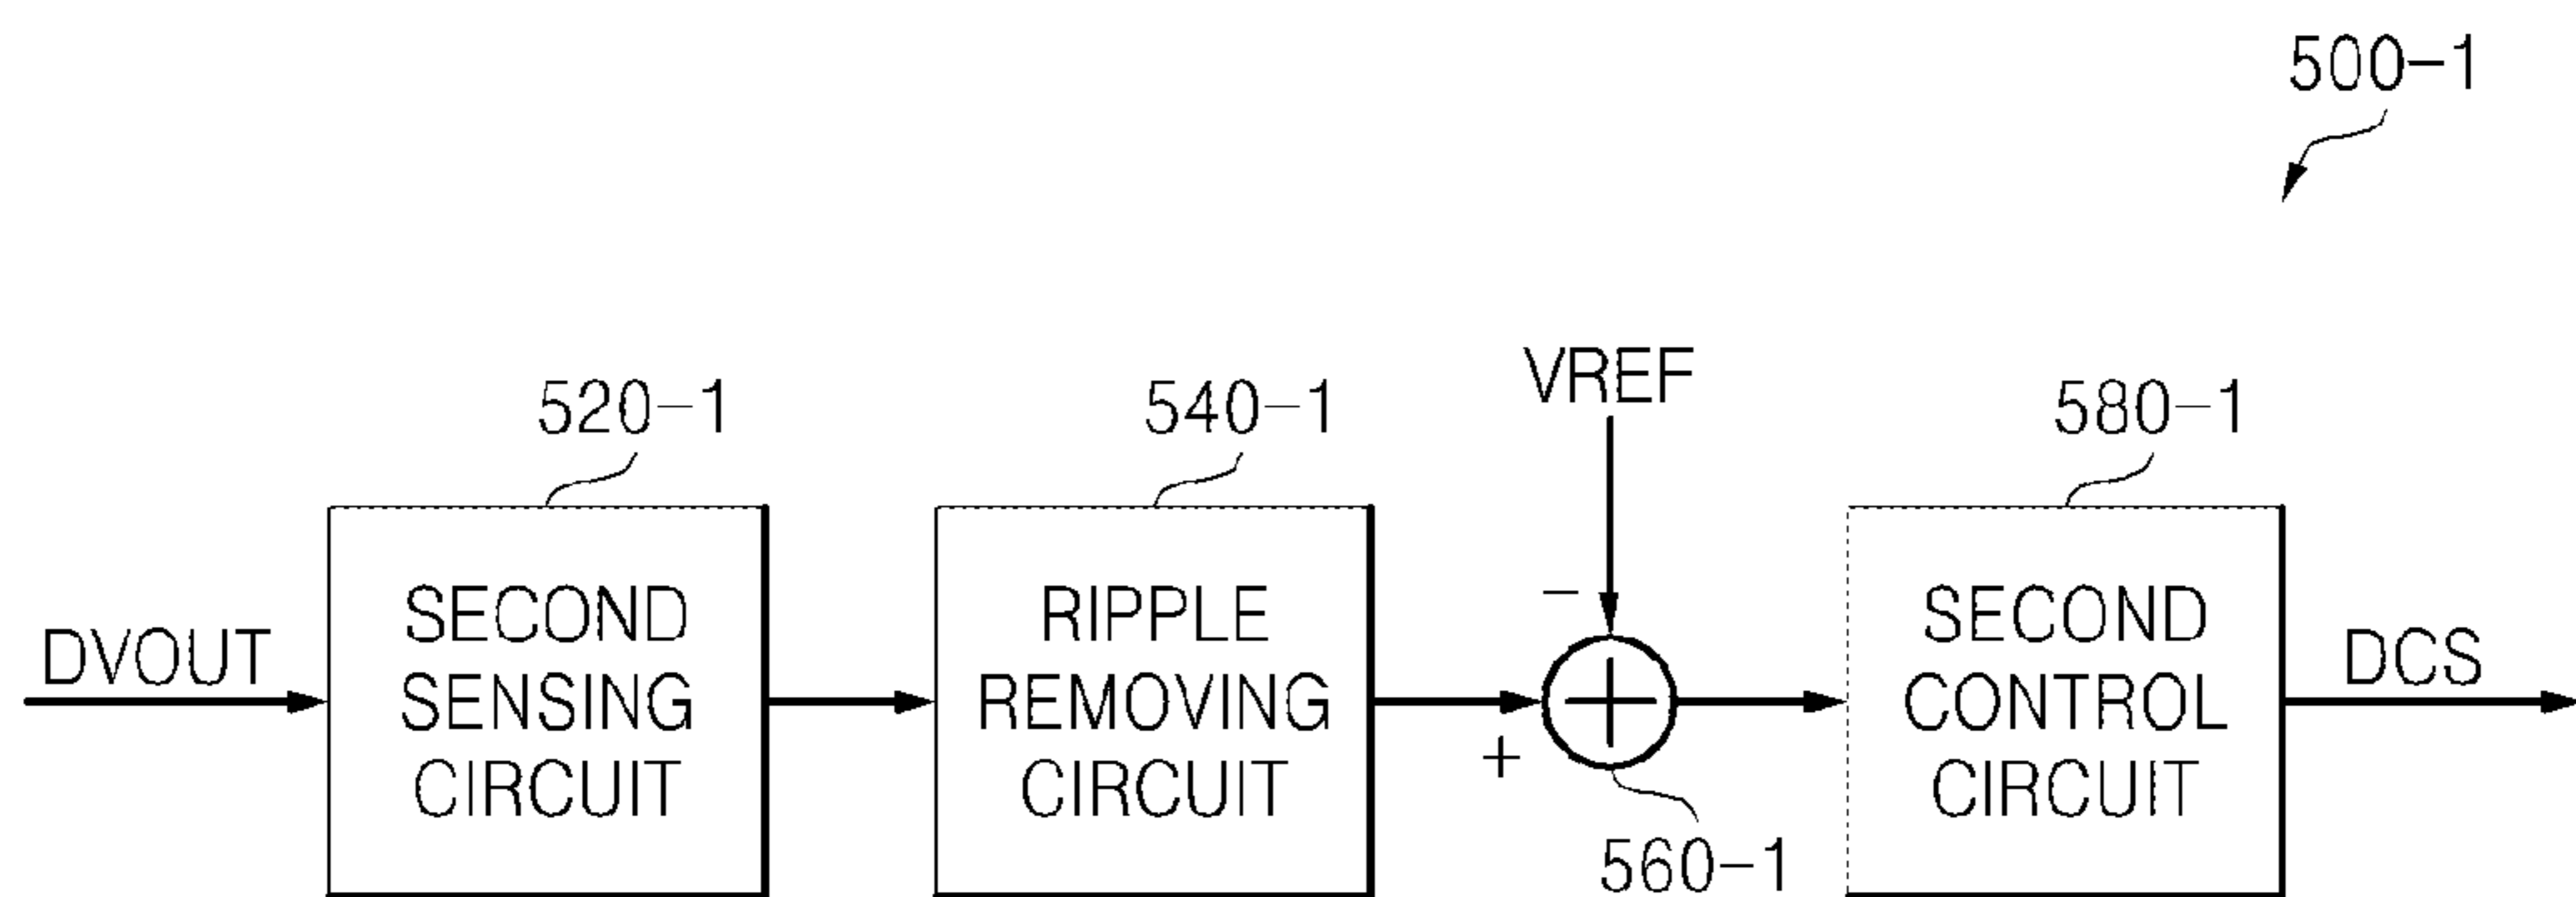 500-1
520-1
540-1
VREF
580-1
DVOUT
SECOND
SENSING
CIRCUIT
RIPPLE
REMOVING
CIRCUIT
-
+
560-1
SECOND
CONTROL
CIRCUIT
DCS